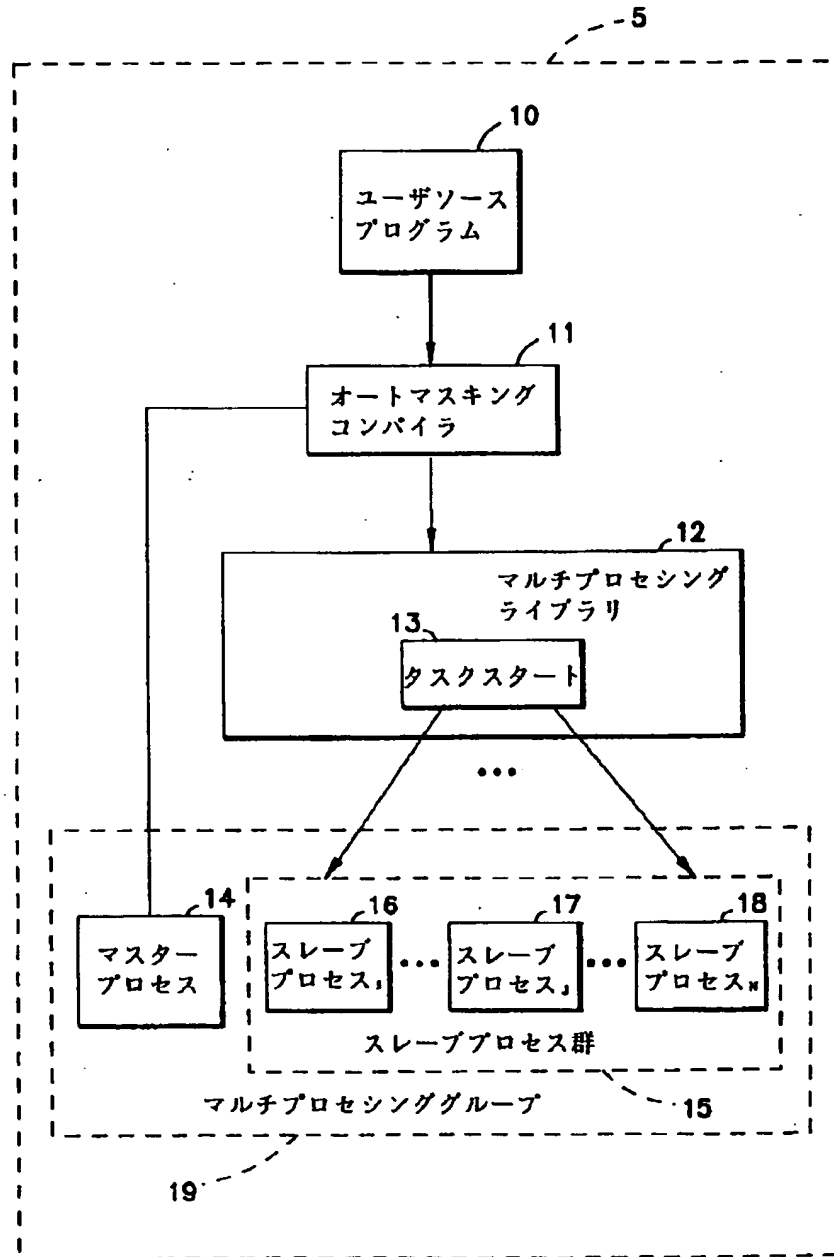 5
10
ユーザソース
プログラム
11
オートマスキング
コンパイラ
12
マルチプロセシング
ライブラリ
13
タスクスタート
•••
14
マスター
プロセス
16
スレーブ
プロセス₁
•••
17
スレーブ
プロセスJ
•••
18
スレーブ
プロセスN
スレーブプロセス群
15
マルチプロセシンググループ
19